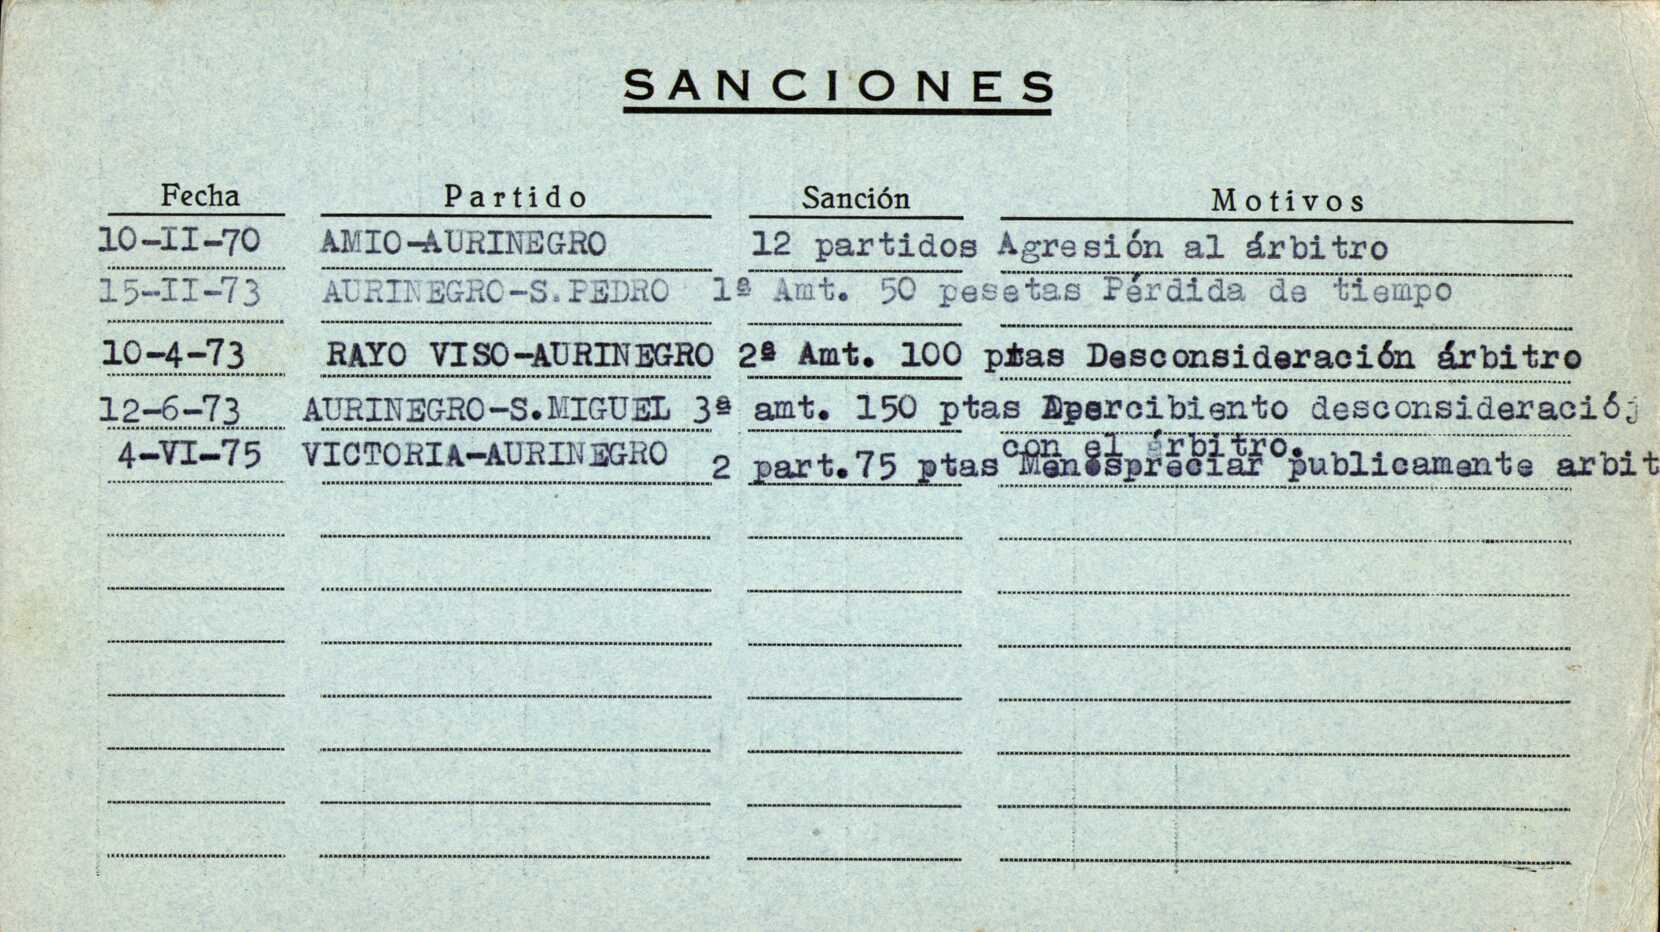 SANCIONES
Fecha Partido Sanción Motivos
10-II-70 AMIO-AURINEGRO 12 partidos Agresión al árbitro
15-II-73 AURINEGRO-S.PEDRO 1ª Amt. 50 pesetas Pérdida de tiempo
10-4-73 RAYO VISO-AURINEGRO 2ª Amt. 100 ptas Desconsideración árbitro
12-6-73 AURINEGRO-S.MIGUEL 3ª amt. 150 ptas Apercibiento desconsideració
con el árbitro.
4-VI-75 VICTORIA-AURINEGRO 2 part.75 ptas Menospreciar publicamente arbit